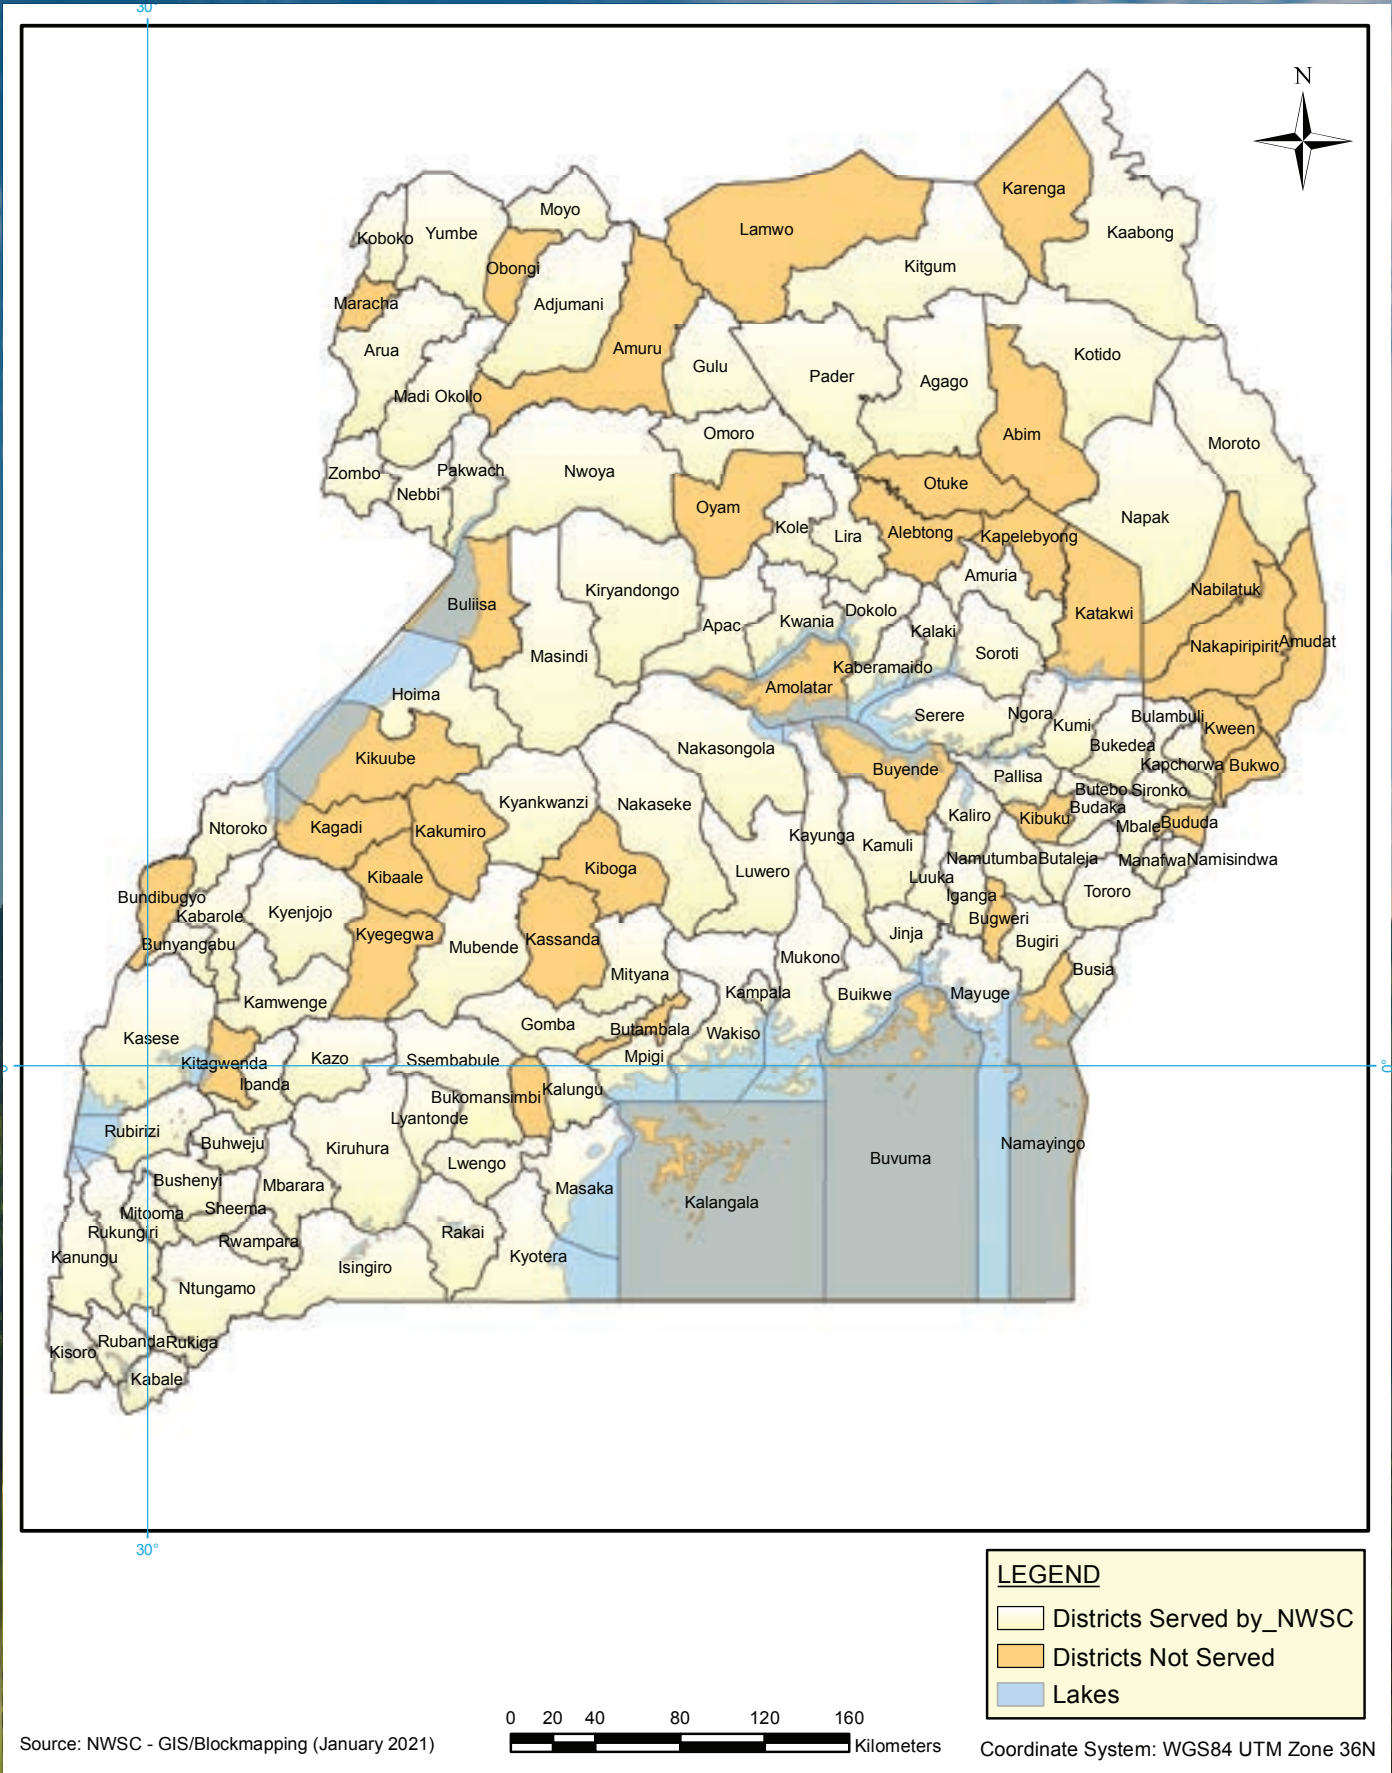 30°
N
Moyo
Karenga
Koboko
Yumbe
Lamwo
Kaabong
Obongi
Kitgum
Maracha
Adjumani
Arua
Amuru
Gulu
Pader
Agago
Kotido
Madi Okollo
Omoro
Abim
Moroto
Zombo
Pakwach
Nwoya
Nebbi
Otuke
Oyam
Napak
Kole
Lira
Alebtong
Kapelebyong
Amuria
Buliisa
Kiryandongo
Nabilatuk
Apac
Kwania
Dokolo
Katakwi
Kalaki
Masindi
Soroti
Nakapiripirit
Amudat
Kaberamaido
Hoima
Amolatar
Serere
Ngora
Kumi
Bulambuli
Kween
Nakasongola
Bukedea
Kikuube
Buyende
Kapchorwa
Bukwo
Pallisa
Butebo
Sironko
Kyankwanzi
Nakaseke
Budaka
Ntoroko
Kagadi
Kakumiro
Kaliro
Kibuku
Mbale
Bududa
Kayunga
Kamuli
Namutumba
Butaleja
Manafwa
Namisindwa
Kibaale
Kiboga
Luwero
Luuka
Bundibugyo
Iganga
Tororo
Kabarole
Kyenjojo
Bugweri
Kyegegwa
Mubende
Kassanda
Jinja
Bugiri
Bunyangabu
Mukono
Mityana
Busia
Kamwenge
Kampala
Buikwe
Mayuge
Gomba
Butambala
Wakiso
Kasese
Kitagwenda
Kazo
Ssembabule
Mpigi
0°
Ibanda
Bukomansimbi
Kalungu
Lyantonde
Rubirizi
Buhweju
Kiruhura
Namayingo
Buvuma
Lwengo
Bushenyi
Mbarara
Masaka
Kalangala
Mitooma
Sheema
Rukungiri
Rwampara
Rakai
Kanungu
Kyotera
Isingiro
Ntungamo
Rubanda
Rukiga
Kisoro
Kabale
30°
LEGEND
Districts Served by_NWSC
Districts Not Served
Lakes
0 20 40 80 120 160
Kilometers
Source: NWSC - GIS/Blockmapping (January 2021)
Coordinate System: WGS84 UTM Zone 36N